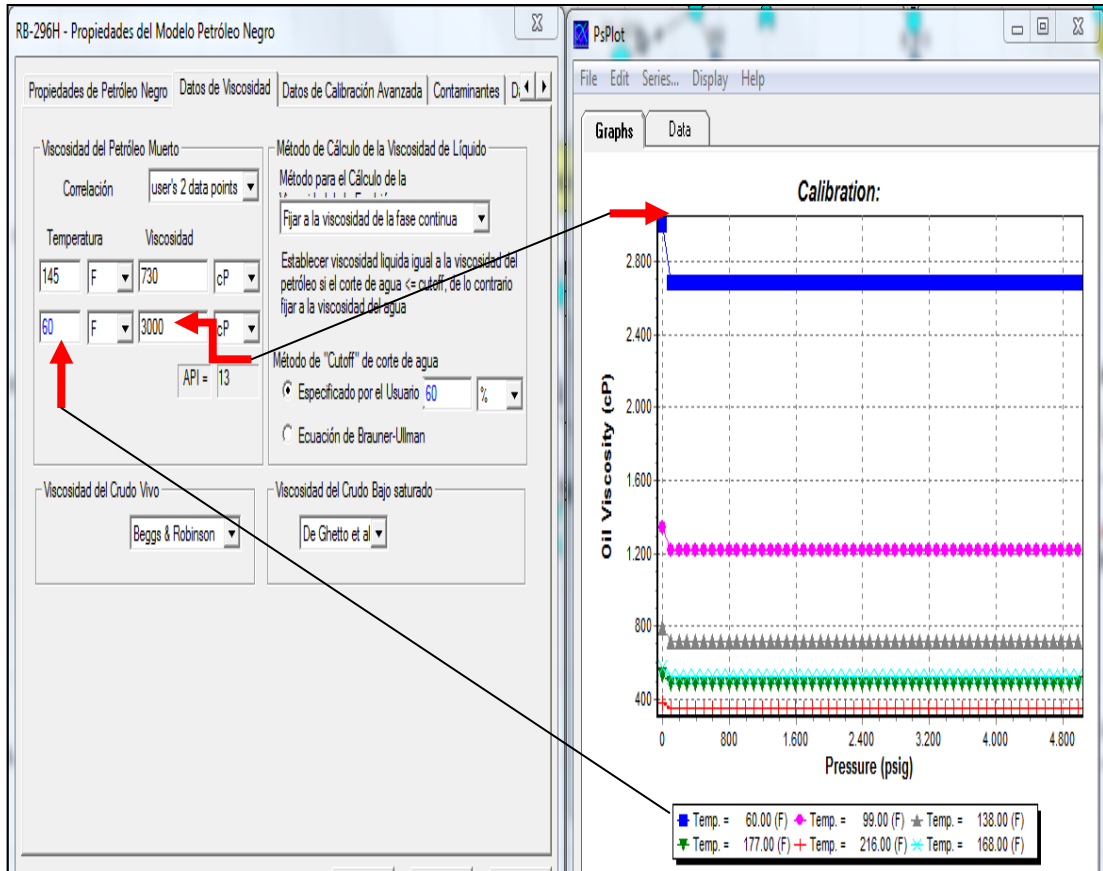 RB-296H - Propiedades del Modelo Petróleo Negro
Propiedades de Petróleo Negro Datos de Viscosidad Datos de Calibración Avanzada Contaminantes
Viscosidad del Petróleo Muerto
Correlación user's 2 data points
Temperatura Viscosidad
145 F 730 cP
60 F 3000 cP
API = 13
Método de Cálculo de la Viscosidad de Líquido
Método para el Cálculo de la
Fijar a la viscosidad de la fase continua
Establecer viscosidad liquida igual a la viscosidad del
petróleo si el corte de agua <= cutoff, de lo contrario
fijar a la viscosidad del agua
Método de "Cutoff" de corte de agua
Especificado por el Usuario 60 %
Ecuación de Brauner-Ullman
Viscosidad del Crudo Vivo
Beggs & Robinson
Viscosidad del Crudo Bajo saturado
De Ghetto et al
PsPlot
File Edit Series... Display Help
Graphs Data
Calibration:
Oil Viscosity (cP)
2.800
2.400
2.000
1.600
1.200
800
400
0 800 1.600 2.400 3.200 4.000 4.800
Pressure (psig)
Temp. = 60.00 (F) Temp. = 99.00 (F) Temp. = 138.00 (F)
Temp. = 177.00 (F) Temp. = 216.00 (F) Temp. = 168.00 (F)